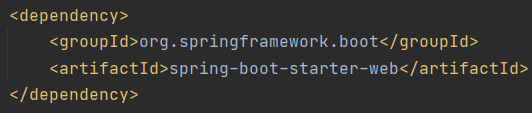 <dependency>
    <groupId>org.springframework.boot</groupId>
    <artifactId>spring-boot-starter-web</artifactId>
</dependency>